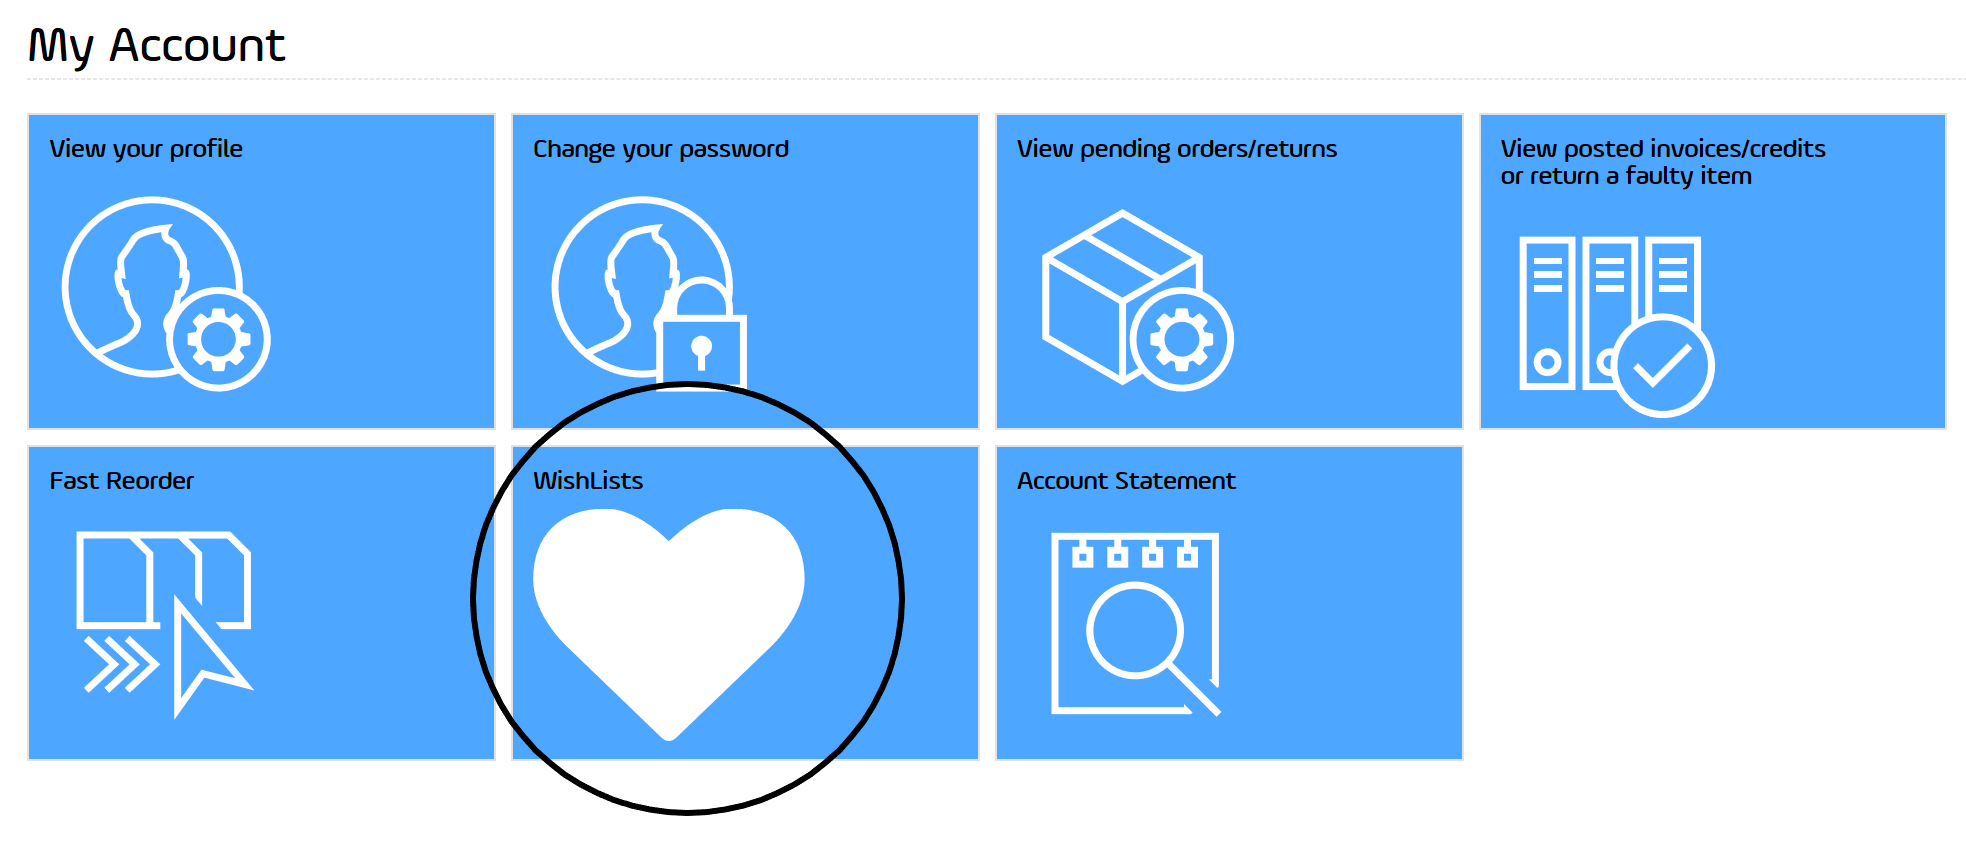 My Account
View your profile
Change your password
View pending orders/returns
View posted invoices/credits
or return a faulty item
Fast Reorder
WishLists
Account Statement